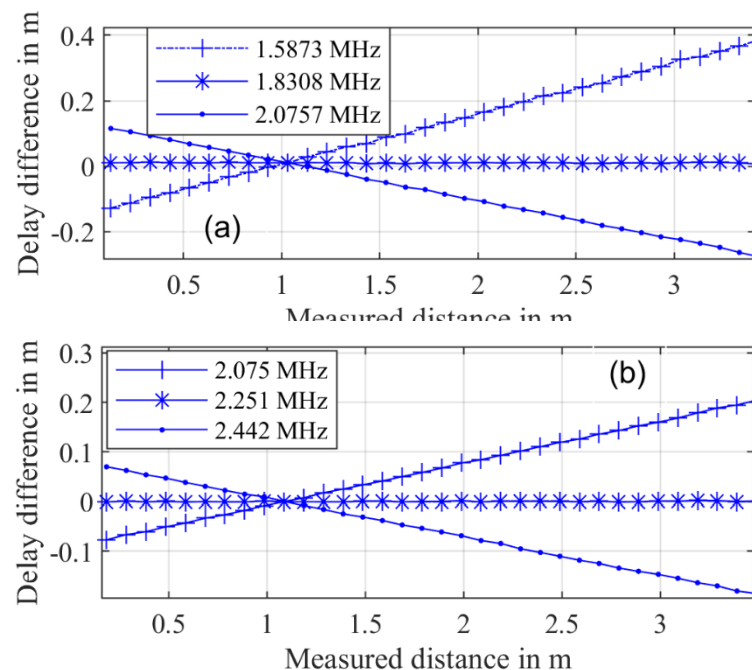 Delay difference in m
0.4
0.2
0
-0.2
1.5873 MHz
1.8308 MHz
2.0757 MHz
(a)
0.5 1 1.5 2 2.5 3
Measured distance in m
Delay difference in m
0.3
0.2
0.1
0
-0.1
2.075 MHz
2.251 MHz
2.442 MHz
(b)
0.5 1 1.5 2 2.5 3
Measured distance in m